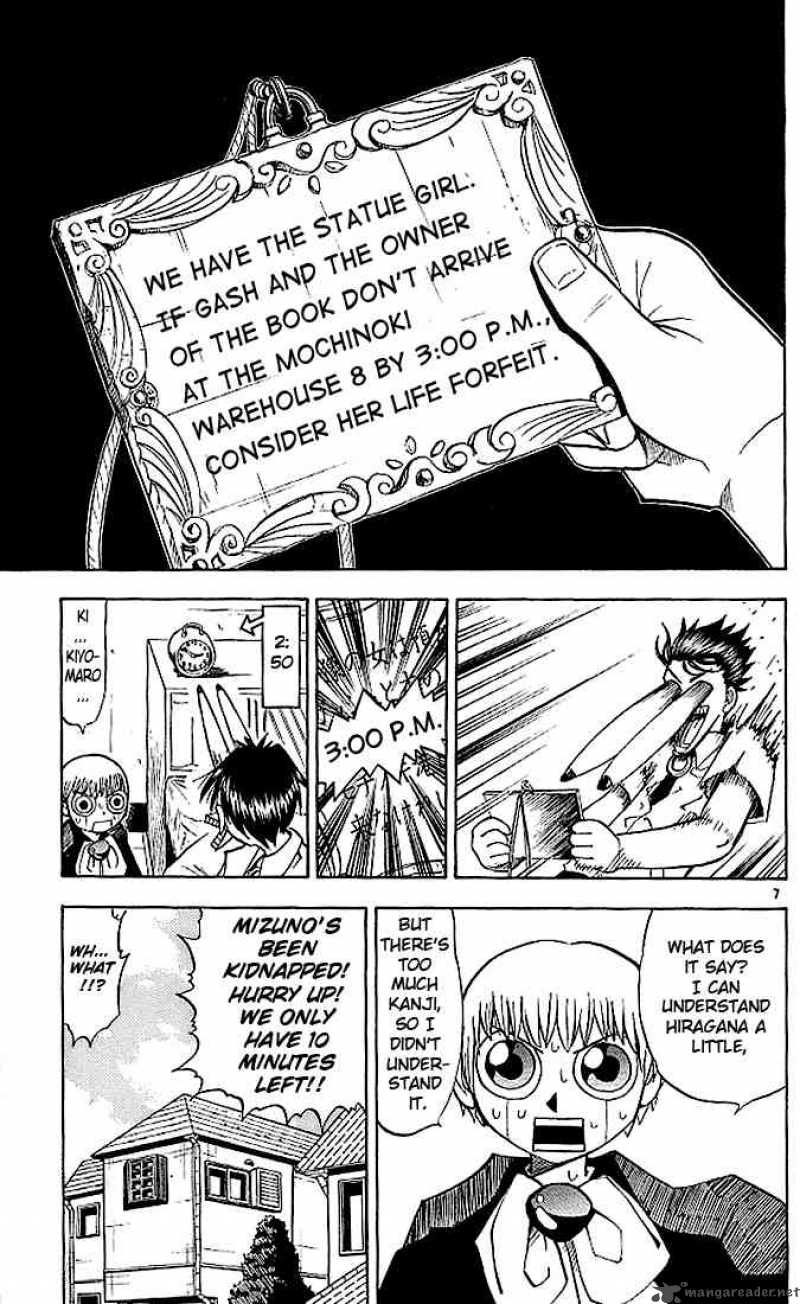 WE HAVE THE STATUE GIRL.
IF GASH AND THE OWNER
OF THE BOOK DON'T ARRIVE
AT THE MOCHINOKI
WAREHOUSE 8 BY 3:00 P.M.,
CONSIDER HER LIFE FORFEIT.
3:00 P.M.
2:
50
KI
...
KIYO-
MARO
...
7
WHAT DOES
IT SAY?
I CAN
UNDERSTAND
HIRAGANA A
LITTLE,
BUT
THERE'S
TOO
MUCH
KANJI,
SO I
DIDN'T
UNDER-
STAND
IT.
MIZUNO'S
BEEN
KIDNAPPED!
HURRY UP!
WE ONLY
HAVE 10
MINUTES
LEFT!!
WH...
WHAT
!!?
mangareader.net